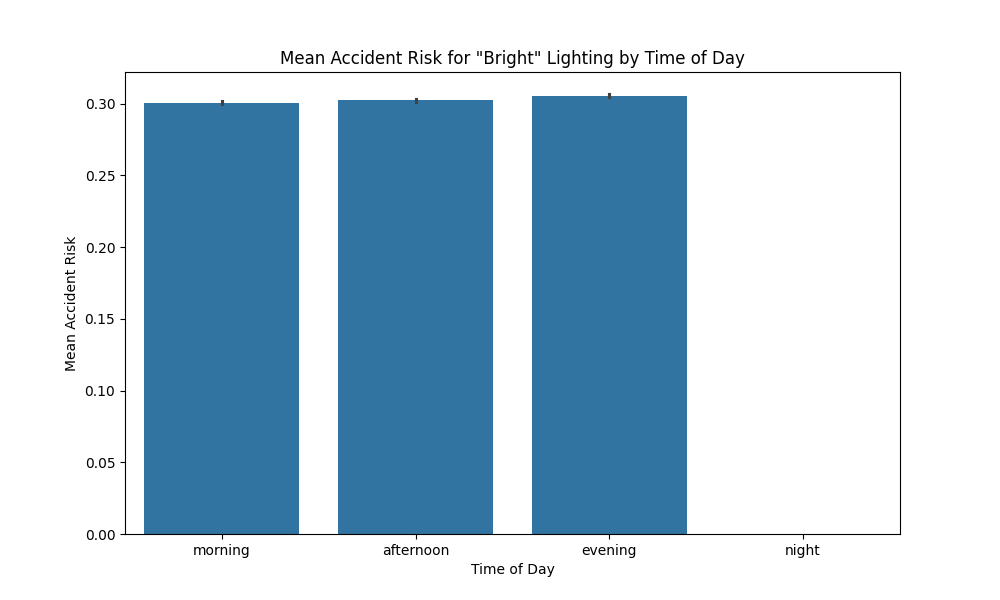 Mean Accident Risk for "Bright" Lighting by Time of Day
Mean Accident Risk
0.30
0.25
0.20
0.15
0.10
0.05
0.00
morning afternoon evening night
Time of Day